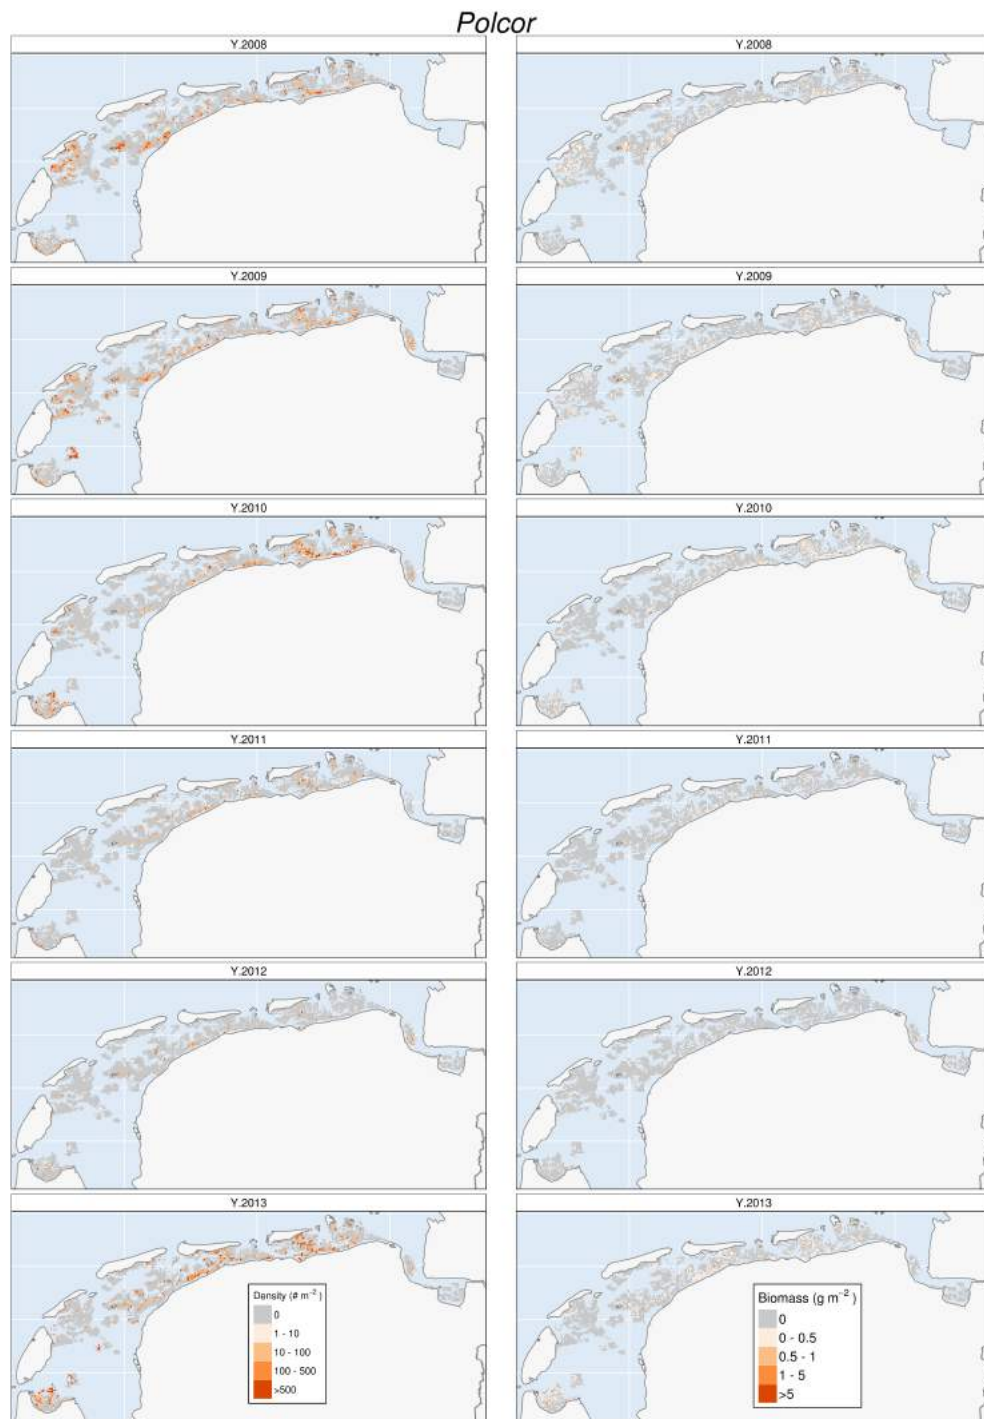 Polcor
Y.2008
Y.2008
Y.2009
Y.2009
Y.2010
Y.2010
Y.2011
Y.2011
Y.2012
Y.2012
Y.2013
Y.2013
Density (# m⁻²)
0
1 - 10
10 - 100
100 - 500
>500
Biomass (g m⁻²)
0
0 - 0.5
0.5 - 1
1 - 5
>5